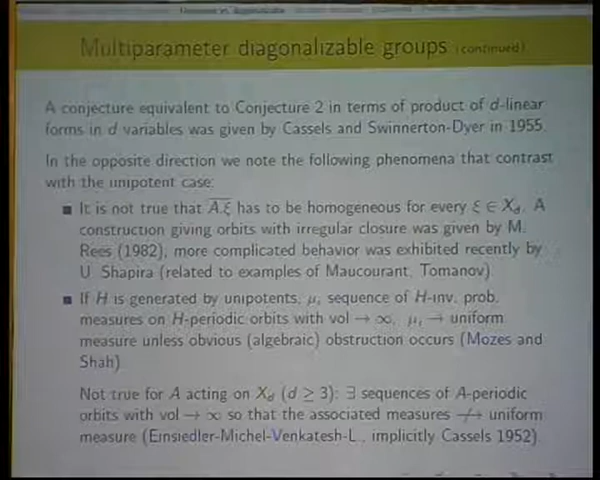 Multiparameter diagonalizable groups (continued)
A conjecture equivalent to Conjecture 2 in terms of product of d-linear
forms in d variables was given by Cassels and Swinnerton-Dyer in 1955.
In the opposite direction we note the following phenomena that contrast
with the unipotent case:
■ It is not true that A.ξ̅ has to be homogeneous for every ξ ∈ X_d. A
construction giving orbits with irregular closure was given by M.
Rees (1982), more complicated behavior was exhibited recently by
U. Shapira (related to examples of Maucourant, Tomanov)
■ If H is generated by unipotents, μ_i sequence of H-inv. prob.
measures on H-periodic orbits with vol → ∞, μ_i → uniform
measure unless obvious (algebraic) obstruction occurs (Mozes and
Shah)
Not true for A acting on X_d (d ≥ 3): ∃ sequences of A-periodic
orbits with vol → ∞ so that the associated measures ↛ uniform
measure (Einsiedler-Michel-Venkatesh-L., implicitly Cassels 1952)